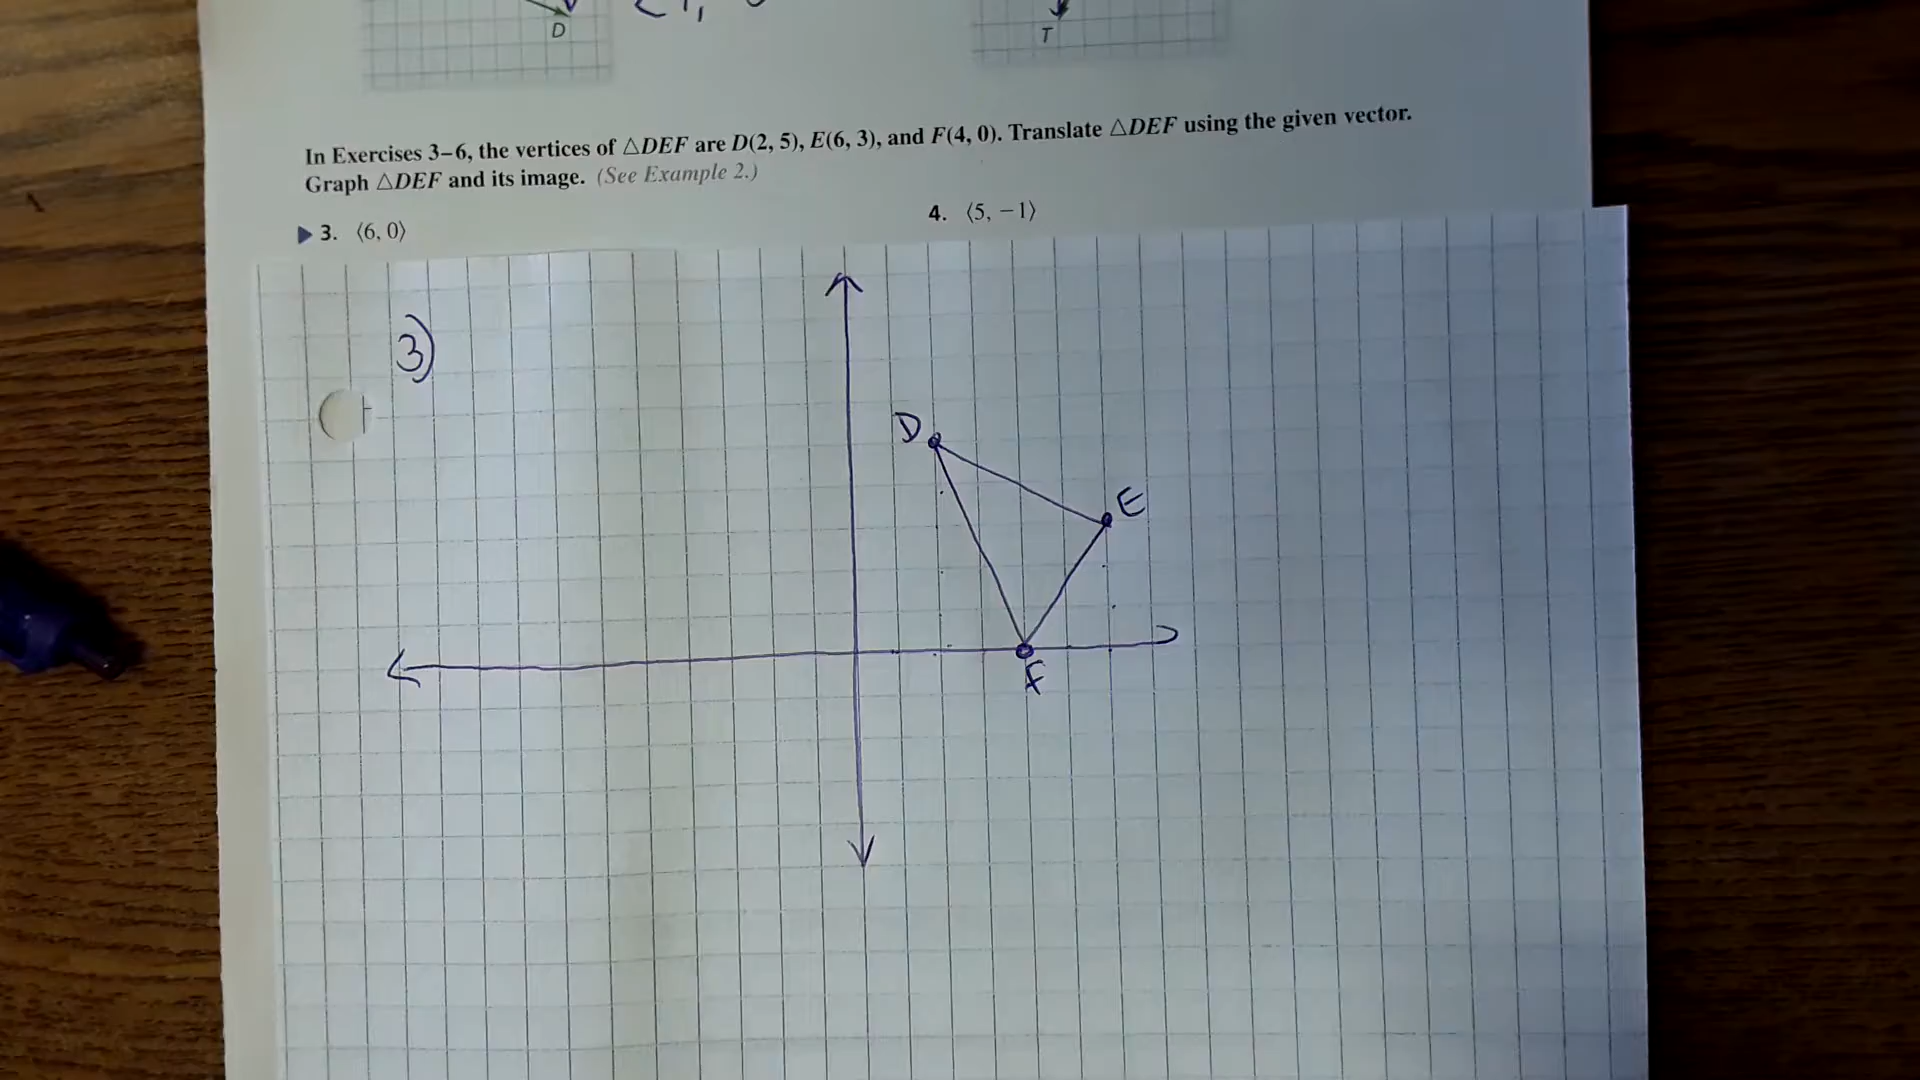 D
T
In Exercises 3–6, the vertices of △DEF are D(2, 5), E(6, 3), and F(4, 0). Translate △DEF using the given vector.
Graph △DEF and its image. (See Example 2.)
3. ⟨6, 0⟩
4. ⟨5, −1⟩
3)
D
E
F